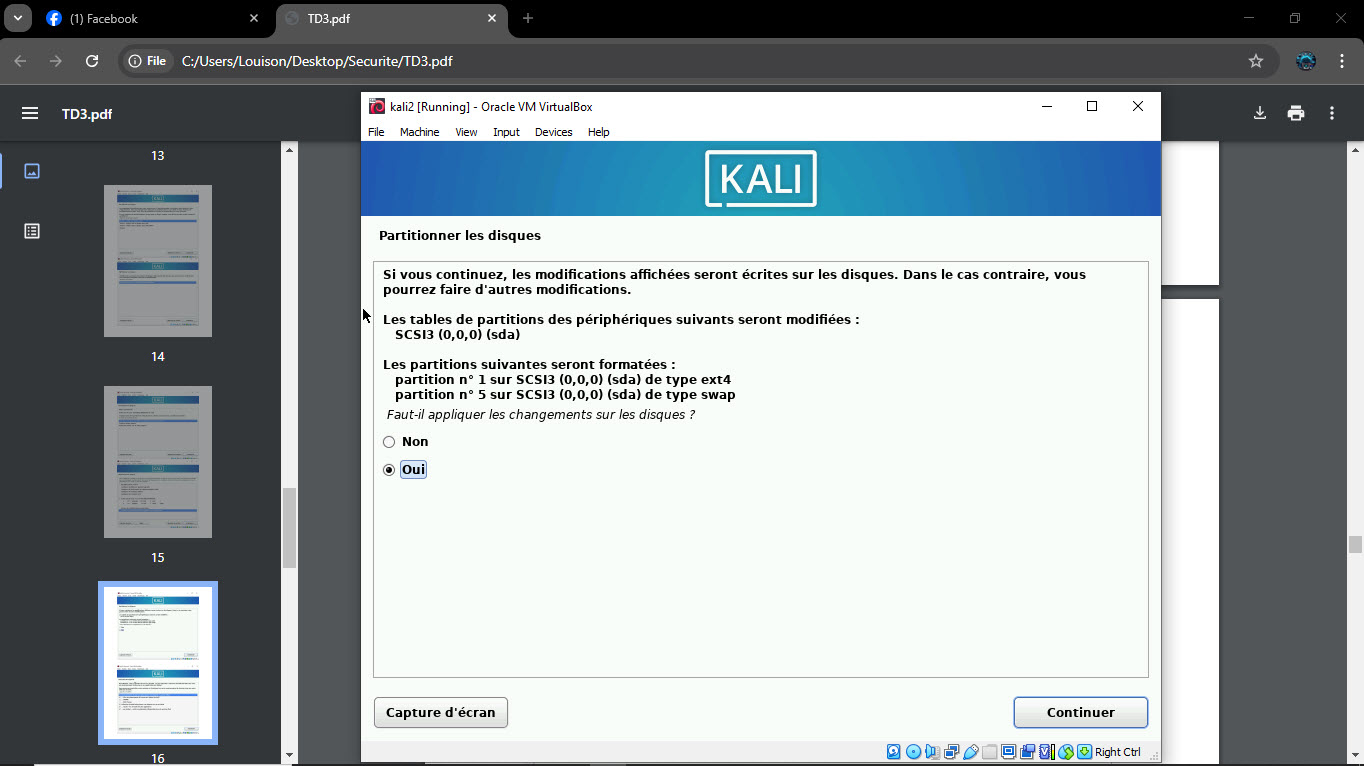 (1) Facebook
TD3.pdf
File
C:/Users/Louison/Desktop/Securite/TD3.pdf
TD3.pdf
13
14
15
16
kali2 [Running] - Oracle VM VirtualBox
File Machine View Input Devices Help
KALI
Partitionner les disques
Si vous continuez, les modifications affichées seront écrites sur les disques. Dans le cas contraire, vous
pourrez faire d'autres modifications.
Les tables de partitions des périphériques suivants seront modifiées :
SCSI3 (0,0,0) (sda)
Les partitions suivantes seront formatées :
partition n° 1 sur SCSI3 (0,0,0) (sda) de type ext4
partition n° 5 sur SCSI3 (0,0,0) (sda) de type swap
Faut-il appliquer les changements sur les disques ?
Non
Oui
Capture d'écran
Continuer
Right Ctrl